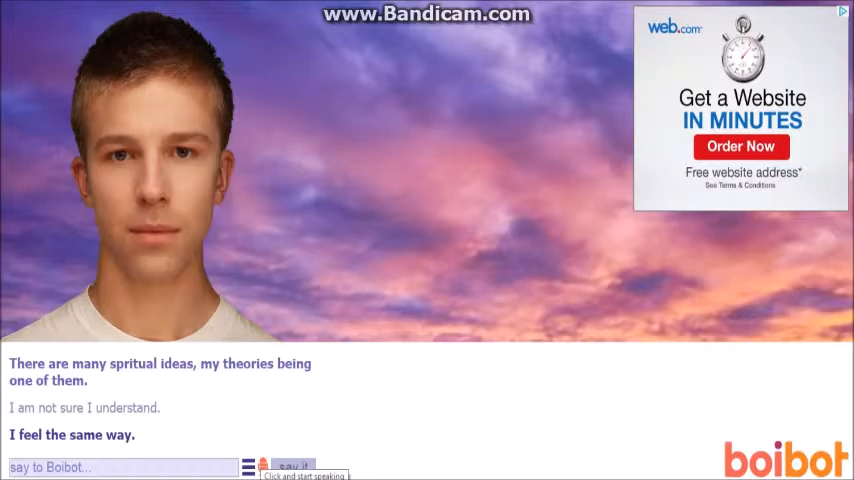 www.Bandicam.com
web.com
Get a Website
IN MINUTES
Order Now
Free website address*
See Terms & Conditions
There are many spritual ideas, my theories being
one of them.
I am not sure I understand.
I feel the same way.
say to Boibot...
say it
Click and start speaking
boibot